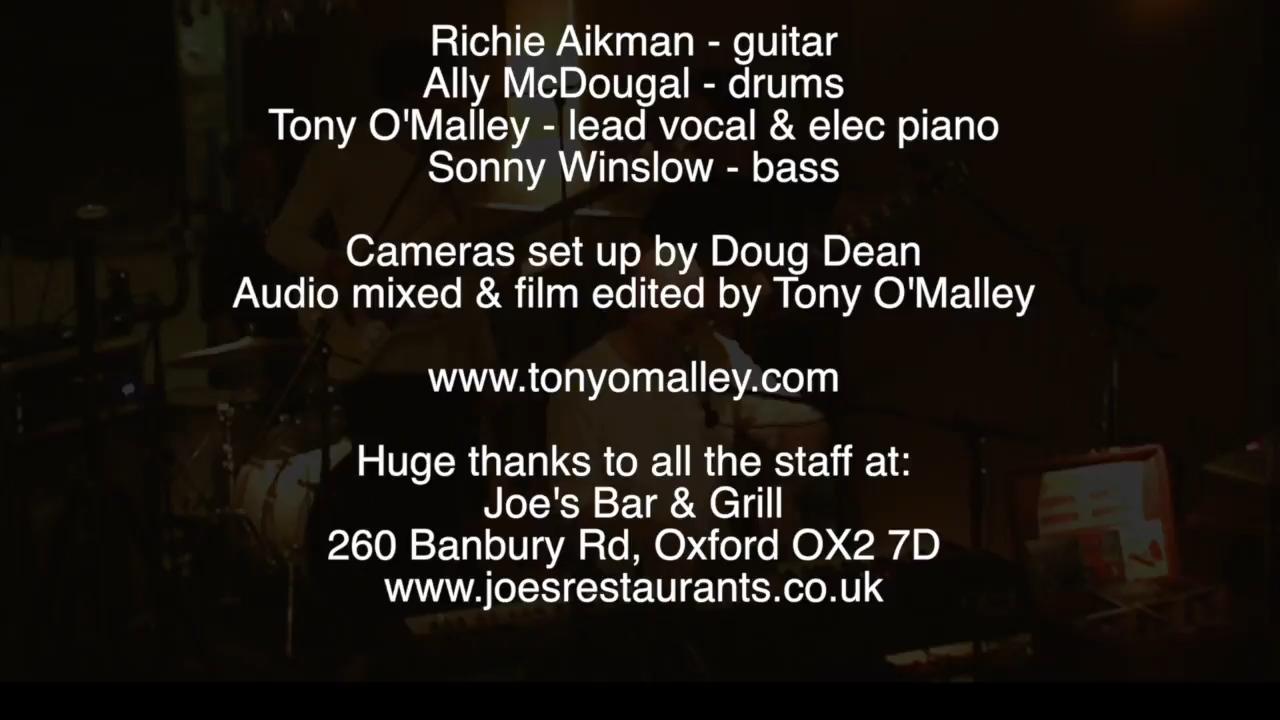 Richie Aikman - guitar
Ally McDougal - drums
Tony O'Malley - lead vocal & elec piano
Sonny Winslow - bass
Cameras set up by Doug Dean
Audio mixed & film edited by Tony O'Malley
www.tonyomalley.com
Huge thanks to all the staff at:
Joe's Bar & Grill
260 Banbury Rd, Oxford OX2 7D
www.joesrestaurants.co.uk